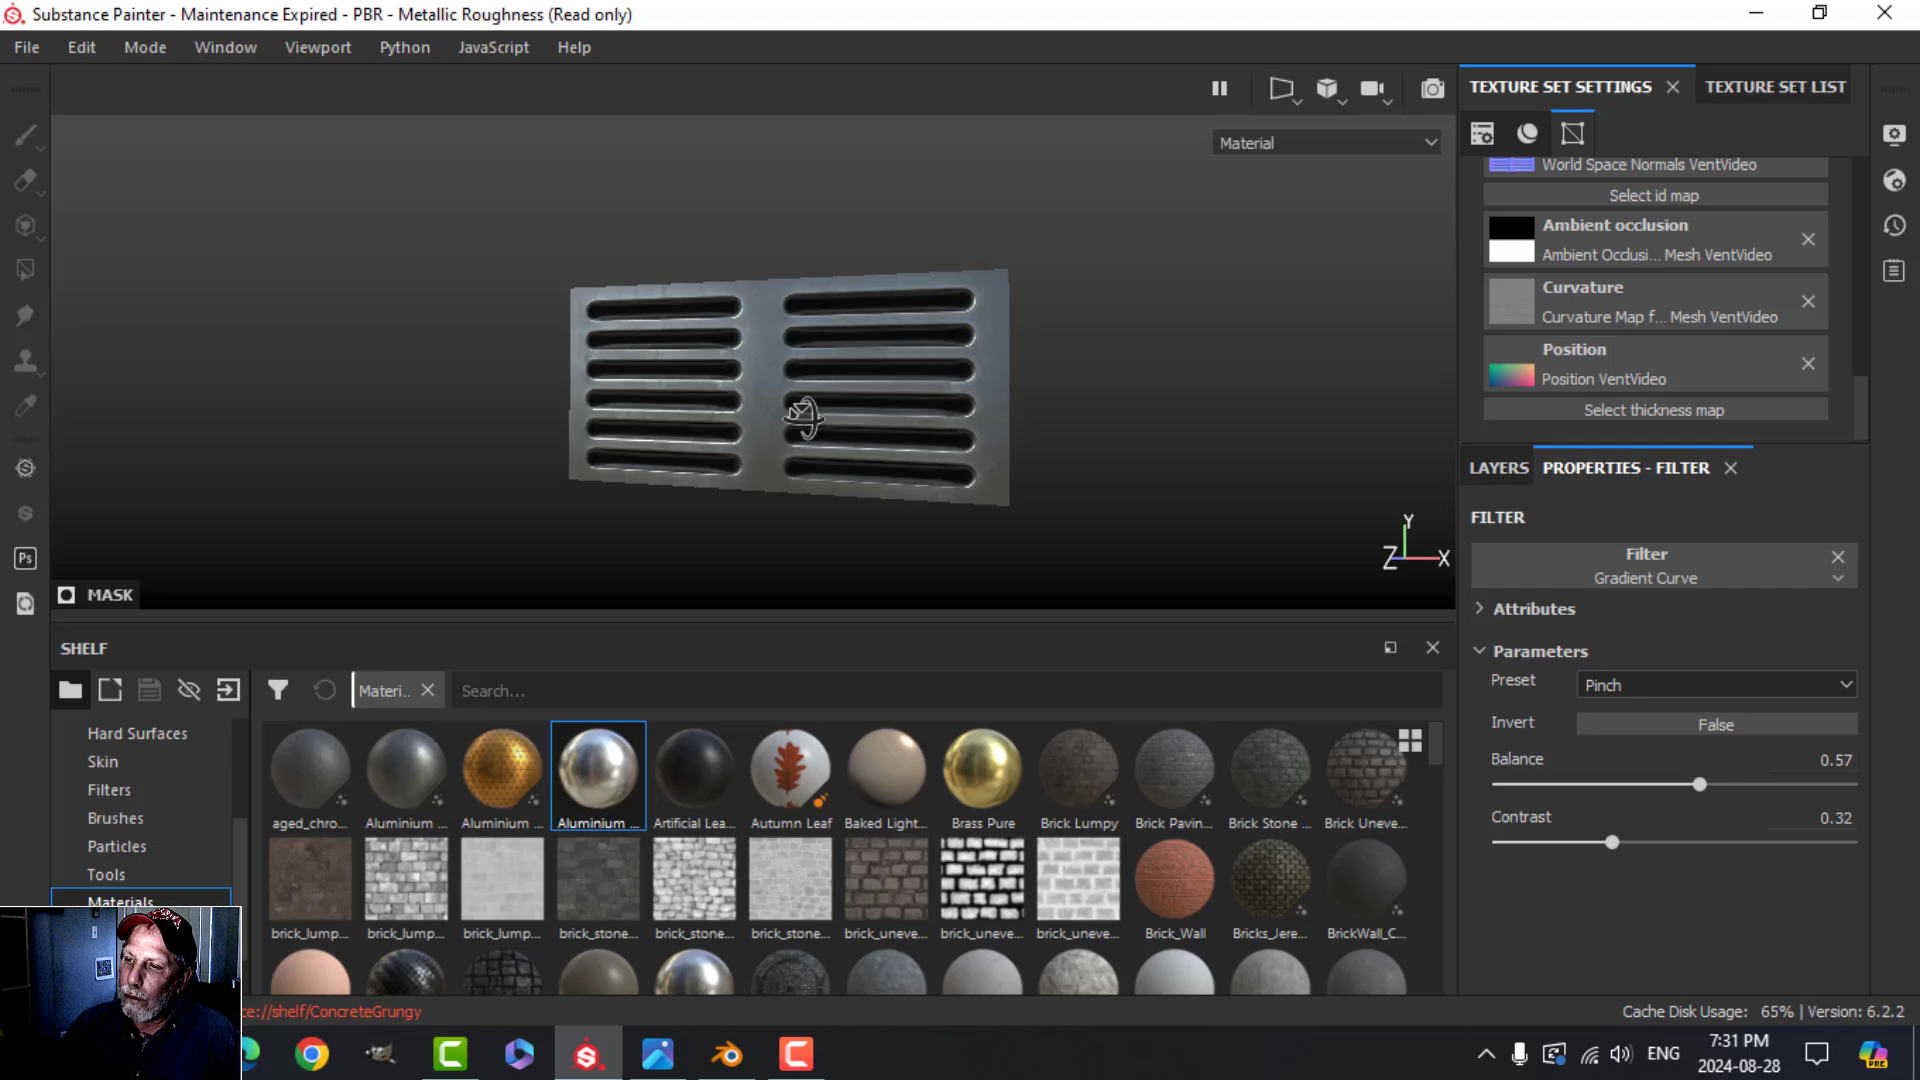 Substance Painter - Maintenance Expired - PBR - Metallic Roughness (Read only)
File Edit Mode Window Viewport Python JavaScript Help
TEXTURE SET SETTINGS
TEXTURE SET LIST
Material
World Space Normals VentVideo
Select id map
Ambient occlusion
Ambient Occlusi... Mesh VentVideo
Curvature
Curvature Map f... Mesh VentVideo
Position
Position VentVideo
Select thickness map
Y
Z X
MASK
LAYERS PROPERTIES - FILTER
FILTER
Filter
Gradient Curve
Attributes
Parameters
Preset Pinch
Invert False
Balance 0.57
Contrast 0.32
SHELF
Materi..
Search...
Hard Surfaces
Skin
Filters
Brushes
Particles
Tools
Materials
aged_chro... Aluminium ... Aluminium ... Aluminium ... Artificial Lea... Autumn Leaf Baked Light... Brass Pure Brick Lumpy Brick Pavin... Brick Stone ... Brick Uneve...
brick_lump... brick_lump... brick_lump... brick_stone... brick_stone... brick_stone... brick_uneve... brick_uneve... brick_uneve... Brick_Wall Bricks_Jere... BrickWall_C...
ce://shelf/ConcreteGrungy
Cache Disk Usage: 65% | Version: 6.2.2
Ps
ENG
7:31 PM
2024-08-28
PRE